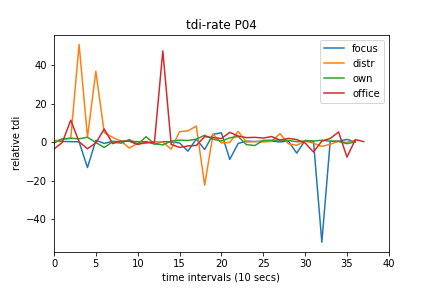 tdi-rate P04
focus
distr
own
office
40
20
0
−20
−40
relative tdi
0 5 10 15 20 25 30 35 40
time intervals (10 secs)